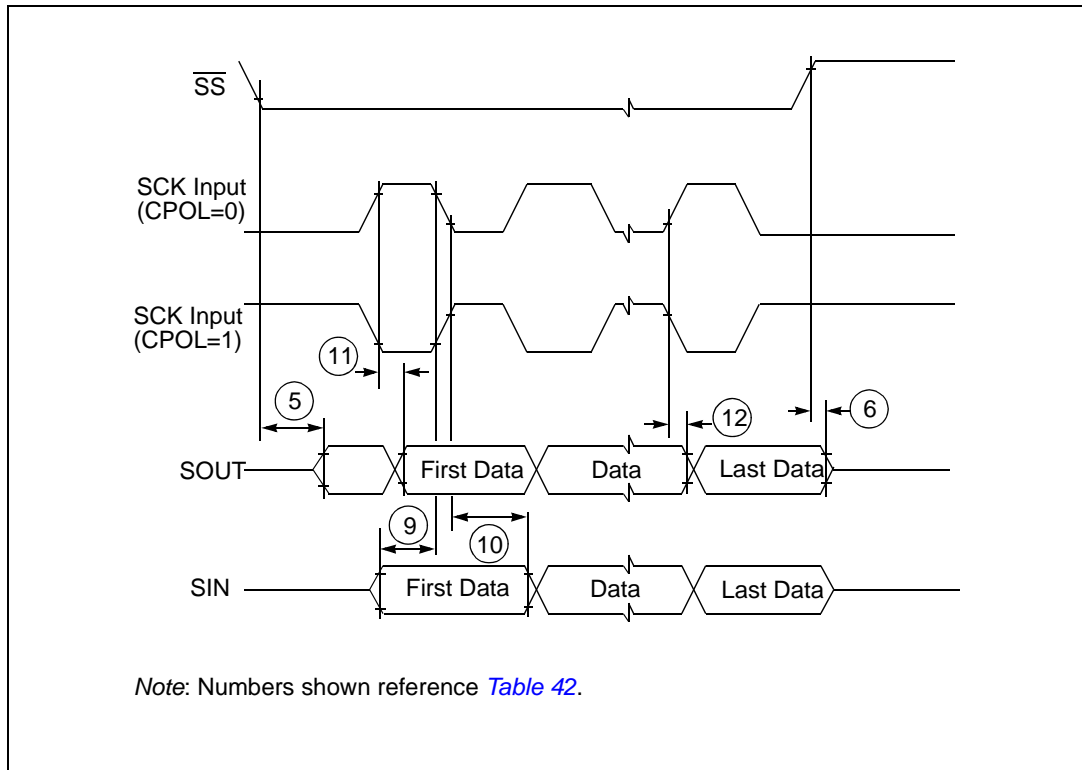 SS
SCK Input
(CPOL=0)
SCK Input
(CPOL=1)
11
5
12
6
SOUT
First Data
Data
Last Data
9
10
SIN
First Data
Data
Last Data
Note: Numbers shown reference Table 42.